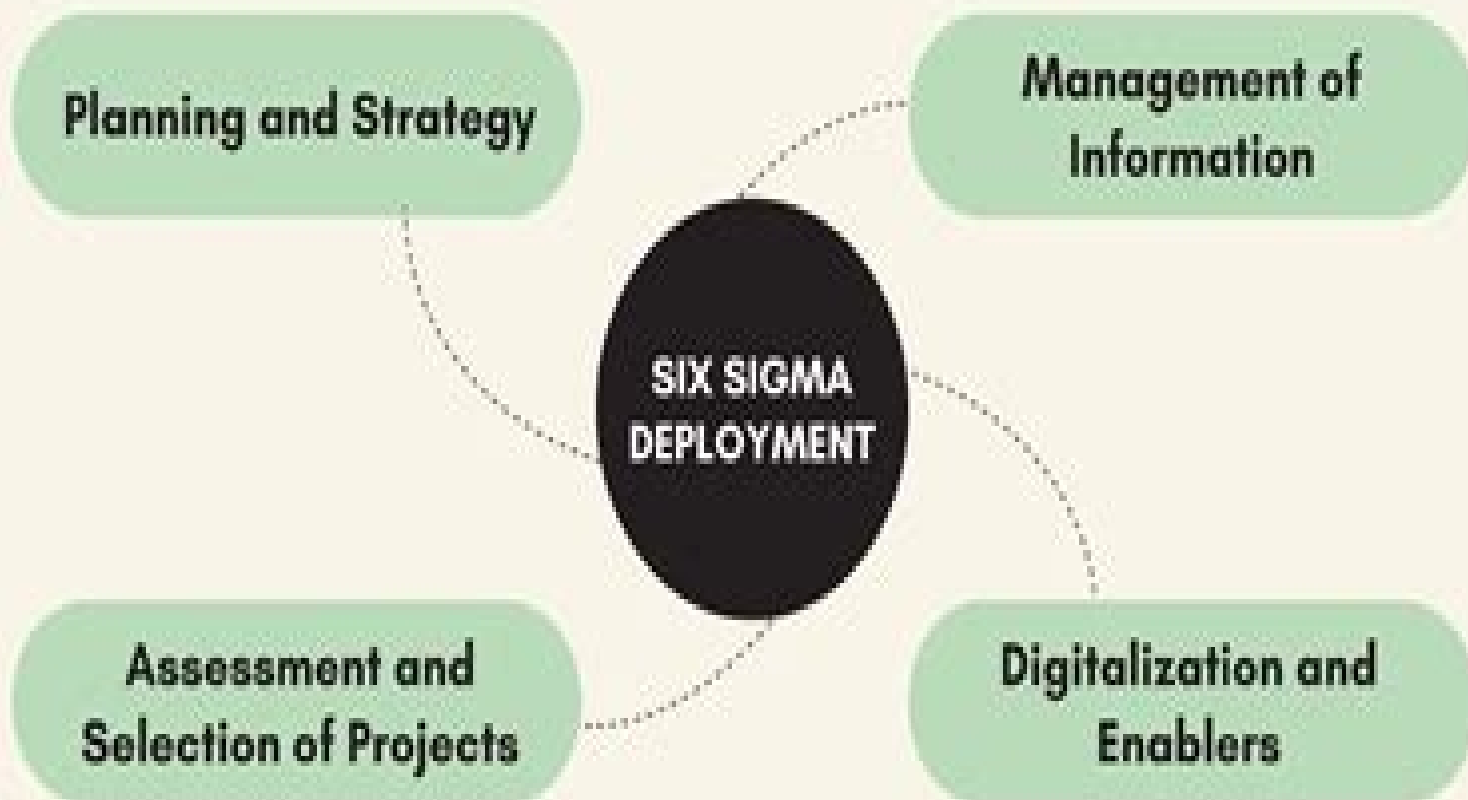 Planning and Strategy
Management of
Information
SIX SIGMA
DEPLOYMENT
Assessment and
Selection of Projects
Digitalization and
Enablers